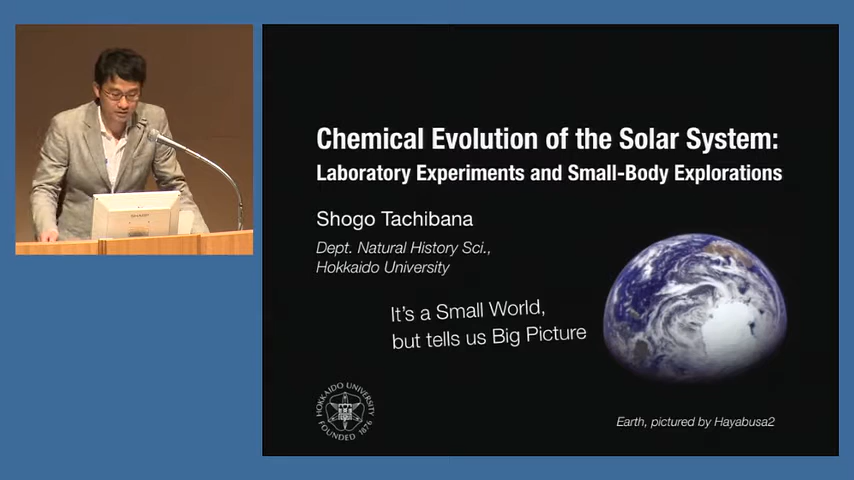 Chemical Evolution of the Solar System:
Laboratory Experiments and Small-Body Explorations
Shogo Tachibana
Dept. Natural History Sci.,
Hokkaido University
It's a Small World,
but tells us Big Picture
HOKKAIDO UNIVERSITY
FOUNDED 1876
Earth, pictured by Hayabusa2
SHARP